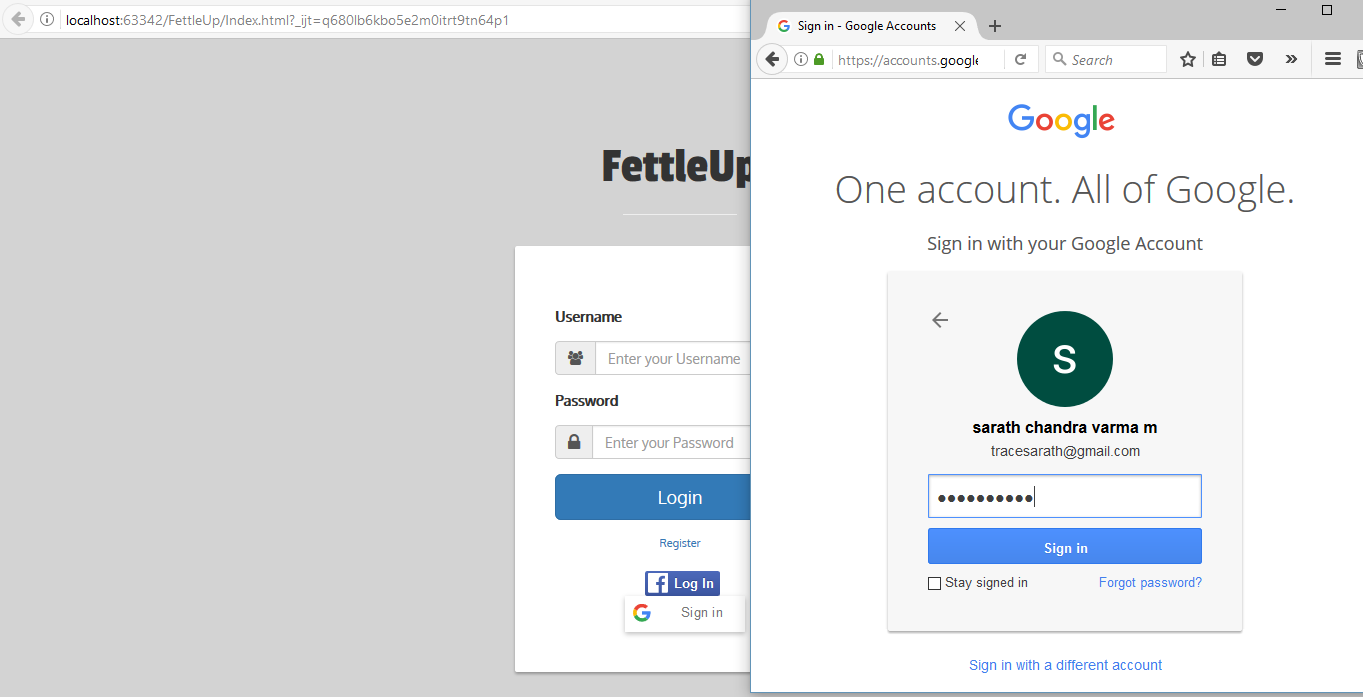 localhost:63342/FettleUp/Index.html?_ijt=q680lb6kbo5e2m0itrt9tn64p1
FettleUp
Username
Enter your Username
Password
Enter your Password
Login
Register
Log In
Sign in
Sign in - Google Accounts
https://accounts.google
Search
Google
One account. All of Google.
Sign in with your Google Account
S
sarath chandra varma m
tracesarath@gmail.com
Sign in
Stay signed in Forgot password?
Sign in with a different account